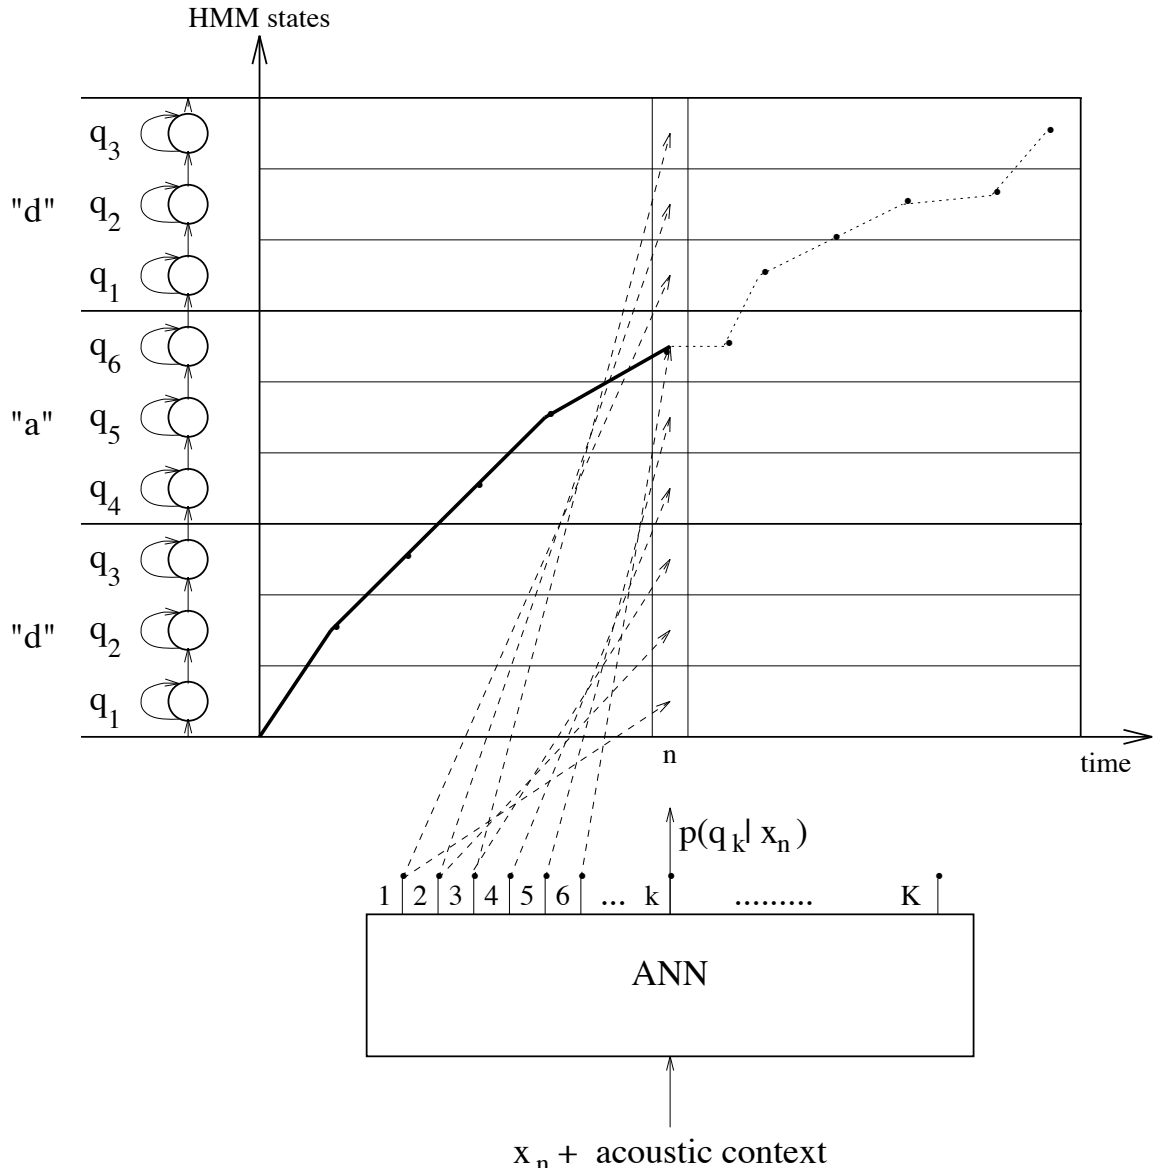 HMM states
q3
"d" q2
q1
q6
"a" q5
q4
q3
"d" q2
q1
n
time
p(qk| xn )
1 2 3 4 5 6 ... k ......... K
ANN
xn + acoustic context